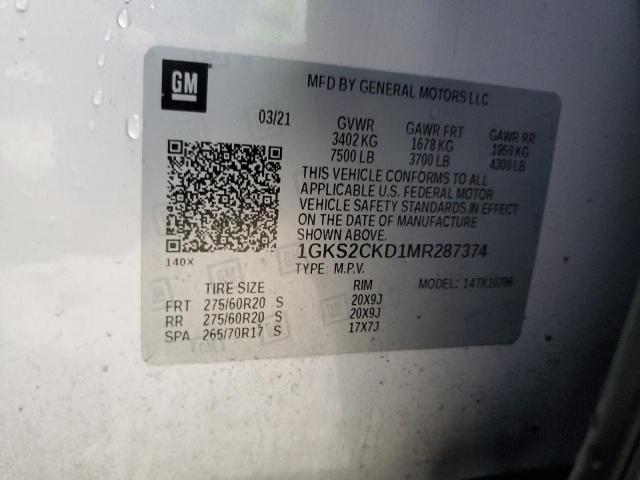 GM
MFD BY GENERAL MOTORS LLC
03/21 GVWR GAWR FRT GAWR RR
3402 KG 1678 KG 1950 KG
7500 LB 3700 LB 4300 LB
THIS VEHICLE CONFORMS TO ALL
APPLICABLE U.S. FEDERAL MOTOR
VEHICLE SAFETY STANDARDS IN EFFECT
ON THE DATE OF MANUFACTURE
SHOWN ABOVE.
140X
1GKS2CKD1MR287374
TYPE: M.P.V.
MODEL: 14TK10706
TIRE SIZE RIM
FRT 275/60R20 S 20X9J
RR 275/60R20 S 20X9J
SPA 265/70R17 S 17X7J